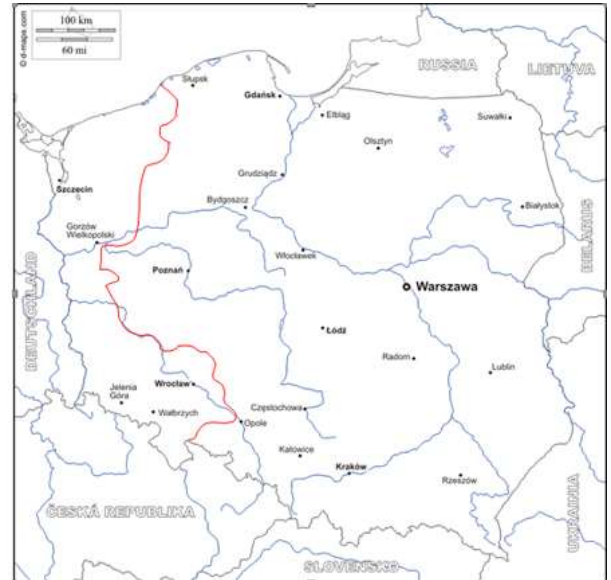 © d-maps.com
100 km
60 mi
RUSSIA
LIETUVA
Słupsk
Gdańsk
Elbląg
Suwałki
Olsztyn
Szczecin
Grudziądz
Bydgoszcz
Białystok
BELARUS
Gorzów
Wielkopolski
Włocławek
Poznań
Warszawa
DEUTSCHLAND
Łódź
Radom
Lublin
Wrocław
Jelenia
Góra
Wałbrzych
Częstochowa
Opole
Katowice
Kraków
Rzeszów
ČESKÁ REPUBLIKA
UKRAINIA
SLOVENSKO